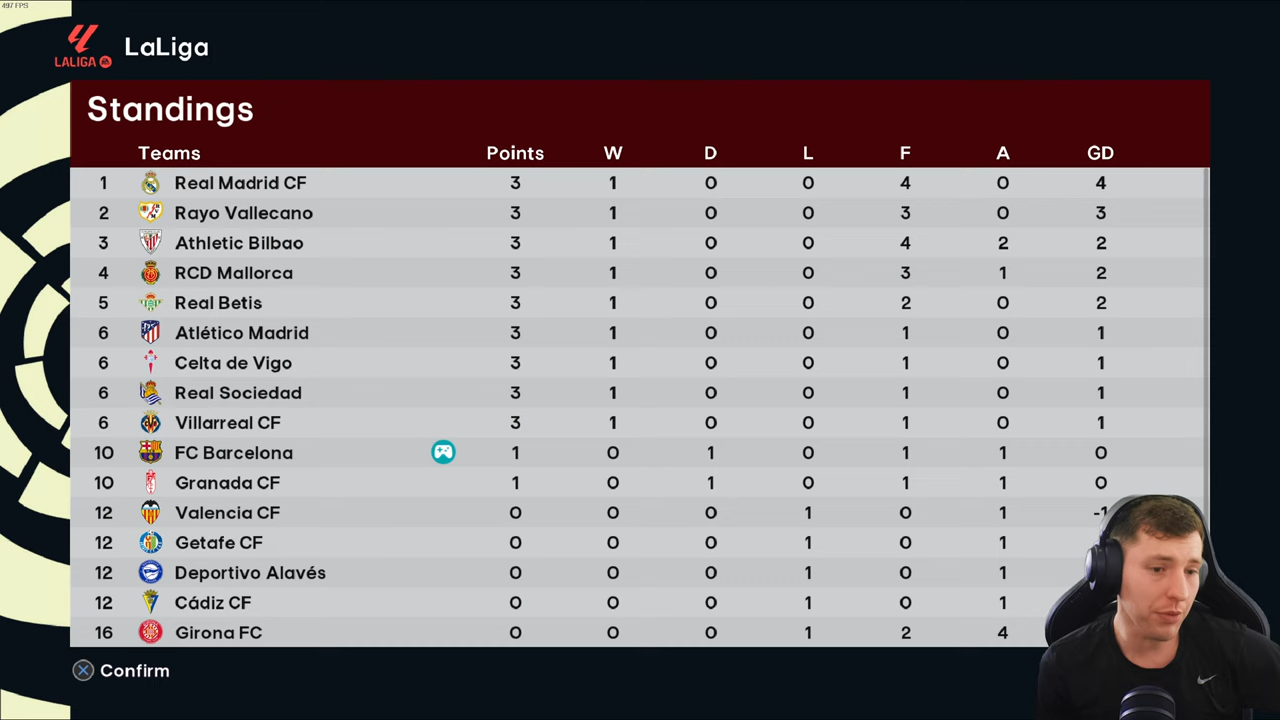 497 FPS
LALIGA
LaLiga
Standings
Teams Points W D L F A GD
1 Real Madrid CF 3 1 0 0 4 0 4
2 Rayo Vallecano 3 1 0 0 3 0 3
3 Athletic Bilbao 3 1 0 0 4 2 2
4 RCD Mallorca 3 1 0 0 3 1 2
5 Real Betis 3 1 0 0 2 0 2
6 Atlético Madrid 3 1 0 0 1 0 1
6 Celta de Vigo 3 1 0 0 1 0 1
6 Real Sociedad 3 1 0 0 1 0 1
6 Villarreal CF 3 1 0 0 1 0 1
10 FC Barcelona 1 0 1 0 1 1 0
10 Granada CF 1 0 1 0 1 1 0
12 Valencia CF 0 0 0 1 0 1 -1
12 Getafe CF 0 0 0 1 0 1
12 Deportivo Alavés 0 0 0 1 0 1
12 Cádiz CF 0 0 0 1 0 1
16 Girona FC 0 0 0 1 2 4
Confirm